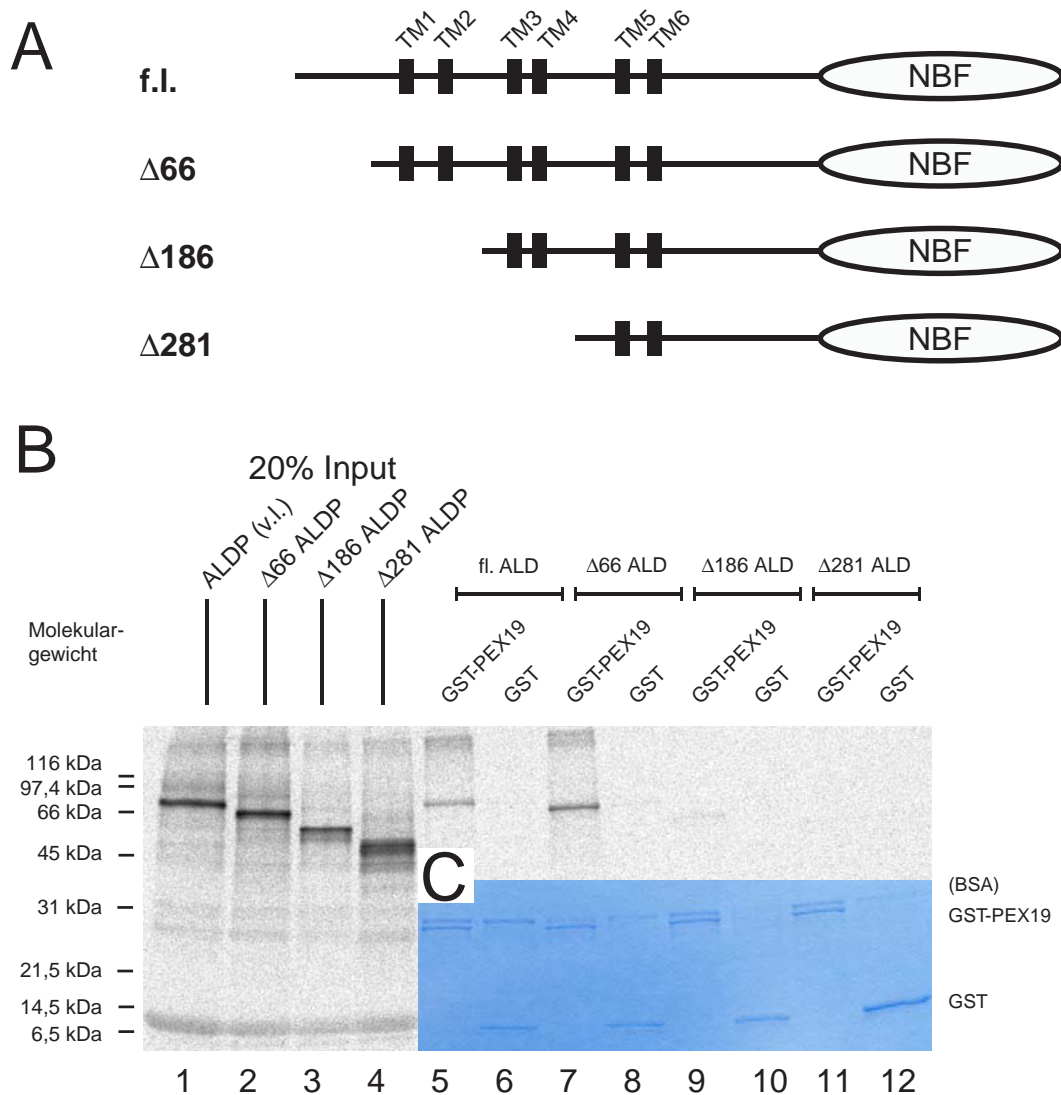 A
TM1 TM2 TM3 TM4 TM5 TM6
f.l. NBF
Δ66 NBF
Δ186 NBF
Δ281 NBF
B
20% Input
ALDP (v.l.) Δ66 ALDP Δ186 ALDP Δ281 ALDP
fl. ALD Δ66 ALD Δ186 ALD Δ281 ALD
Molekular-
gewicht
GST-PEX19 GST GST-PEX19 GST GST-PEX19 GST GST-PEX19 GST
116 kDa
97,4 kDa
66 kDa
45 kDa
C
(BSA)
31 kDa
GST-PEX19
21,5 kDa
14,5 kDa
GST
6,5 kDa
1 2 3 4 5 6 7 8 9 10 11 12